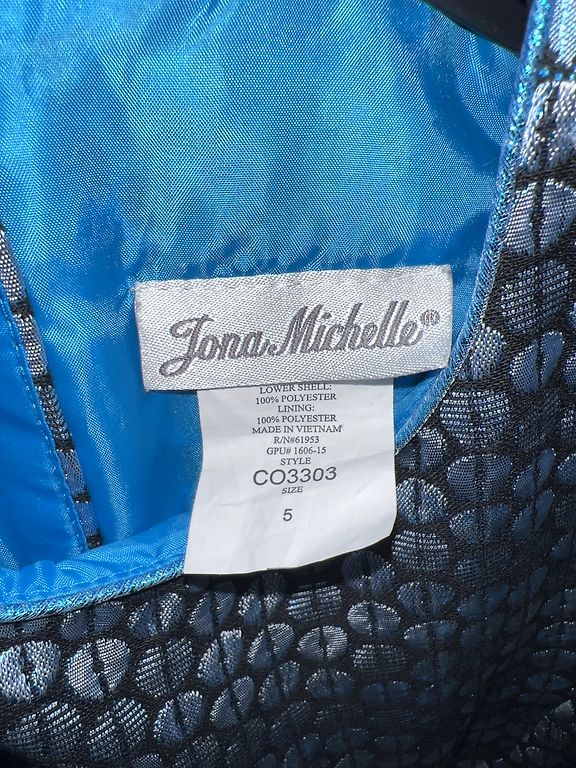 Jona Michelle®
LOWER SHELL:
100% POLYESTER
LINING:
100% POLYESTER
MADE IN VIETNAM
R/N#61953
GPU# 1606-15
STYLE
CO3303
SIZE
5